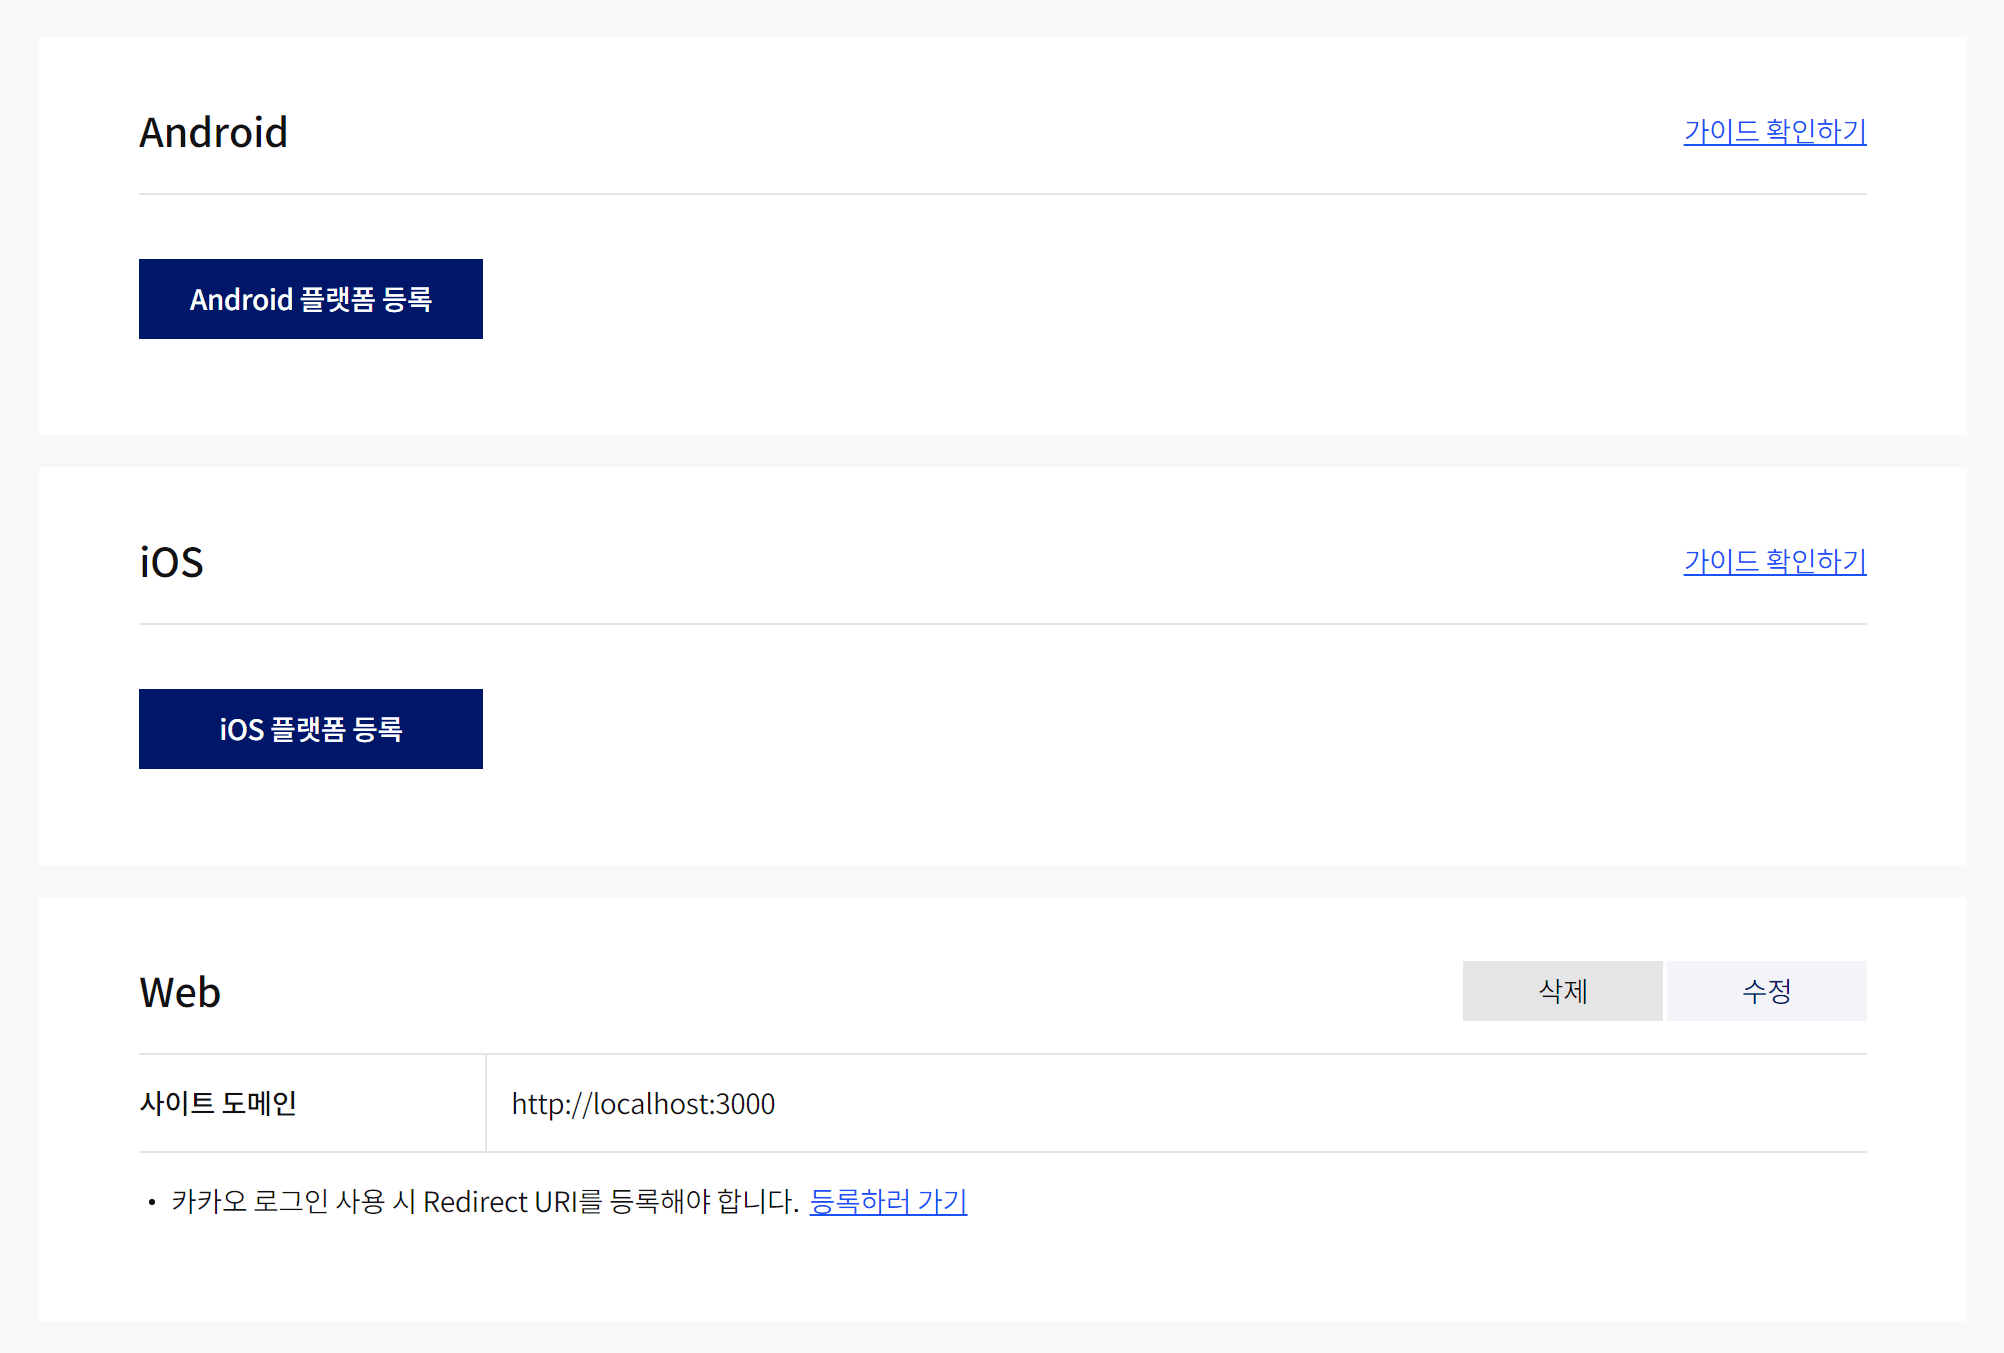 Android
가이드 확인하기
Android 플랫폼 등록
iOS
가이드 확인하기
iOS 플랫폼 등록
Web
삭제
수정
사이트 도메인
http://localhost:3000
• 카카오 로그인 사용 시 Redirect URI를 등록해야 합니다. 등록하러 가기